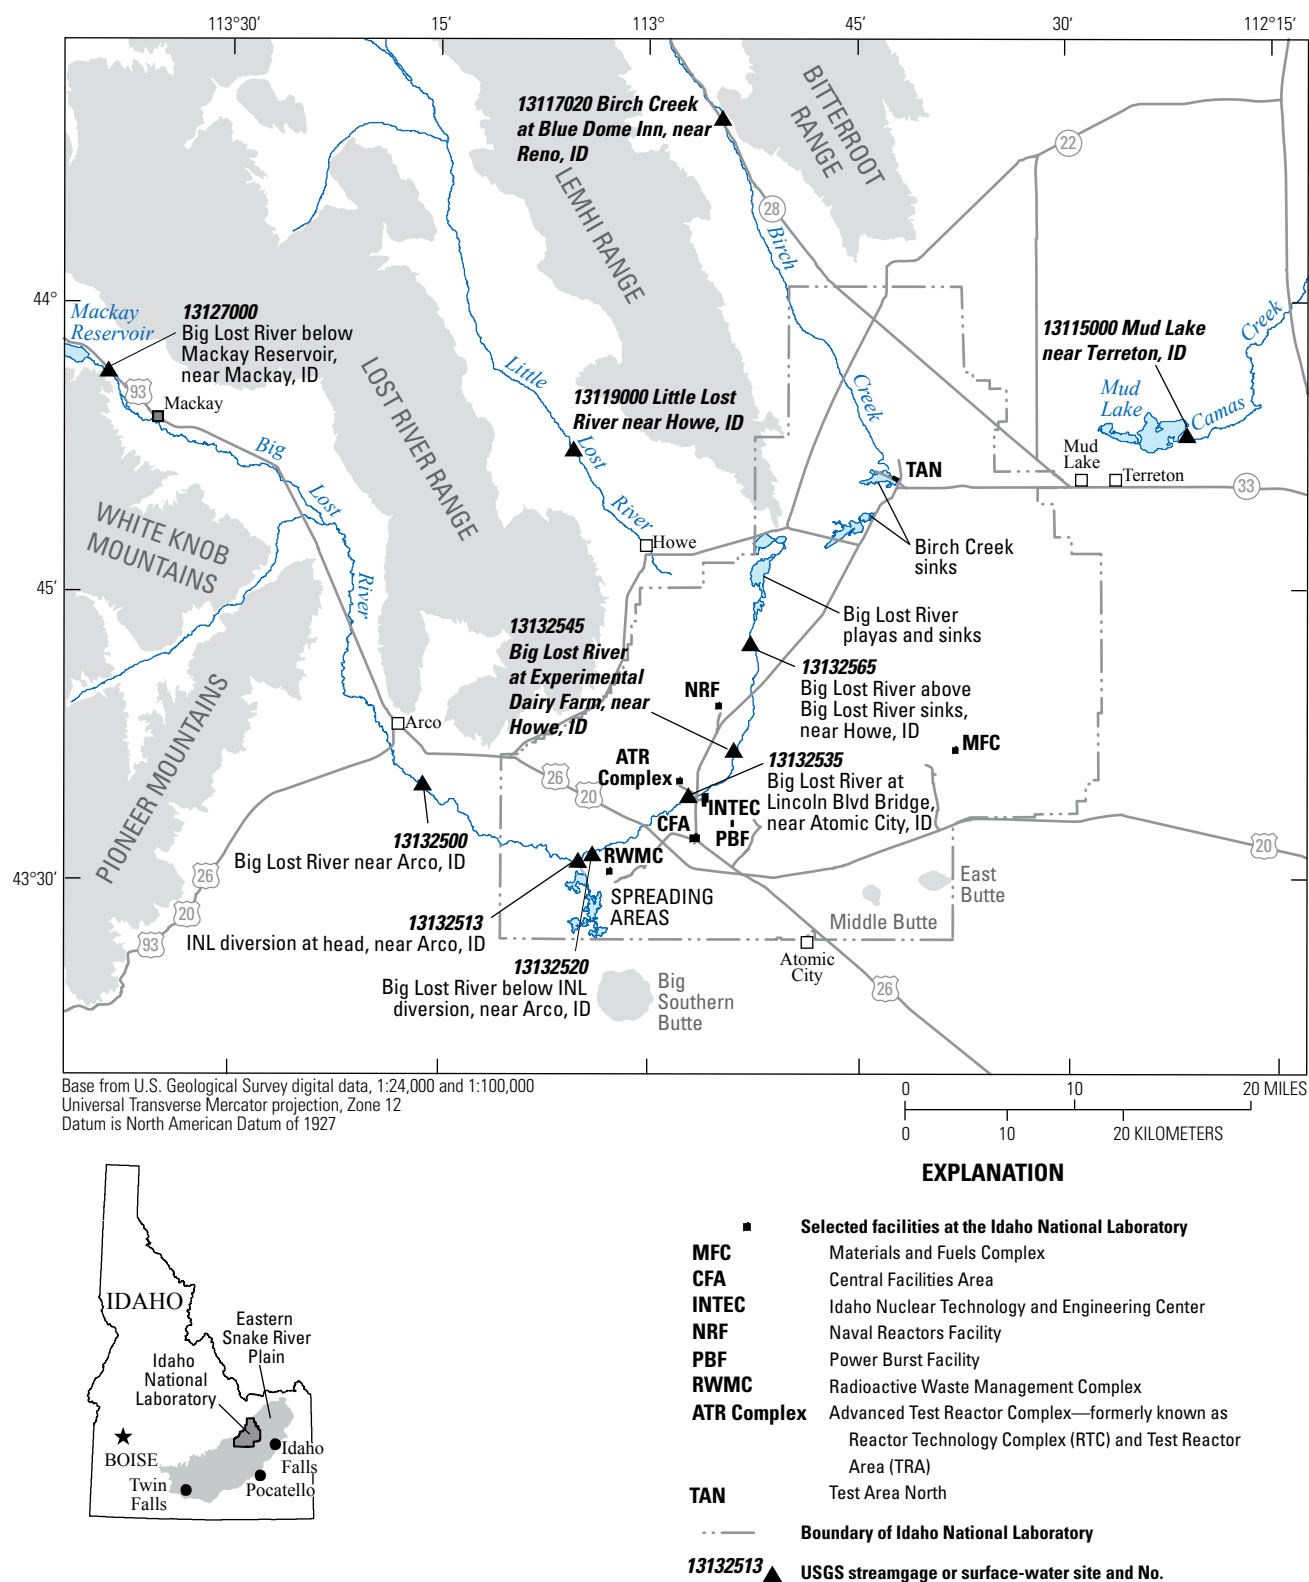 113°30'
15'
113°
45'
30'
112°15'
44°
45'
43°30'
13117020 Birch Creek
at Blue Dome Inn, near
Reno, ID
BITTERROOT
RANGE
LEMHI RANGE
22
28
Birch
Creek
Mackay
Reservoir
13127000
Big Lost River below
Mackay Reservoir,
near Mackay, ID
93
Mackay
LOST RIVER RANGE
Little
Lost
River
13119000 Little Lost
River near Howe, ID
13115000 Mud Lake
near Terreton, ID
Mud
Lake
Camas
Creek
Mud
Lake
Terreton
33
TAN
Big
Lost
River
WHITE KNOB
MOUNTAINS
Howe
Birch Creek
sinks
Big Lost River
playas and sinks
13132545
Big Lost River
at Experimental
Dairy Farm, near
Howe, ID
13132565
Big Lost River above
Big Lost River sinks,
near Howe, ID
NRF
MFC
PIONEER MOUNTAINS
Arco
ATR
Complex
13132535
Big Lost River at
Lincoln Blvd Bridge,
near Atomic City, ID
26
20
INTEC
CFA
PBF
13132500
Big Lost River near Arco, ID
RWMC
SPREADING
AREAS
20
East
Butte
Middle Butte
26
20
93
13132513
INL diversion at head, near Arco, ID
13132520
Big Lost River below INL
diversion, near Arco, ID
Big
Southern
Butte
Atomic
City
26
Base from U.S. Geological Survey digital data, 1:24,000 and 1:100,000
Universal Transverse Mercator projection, Zone 12
Datum is North American Datum of 1927
0 10 20 MILES
0 10 20 KILOMETERS
IDAHO
Eastern
Snake River
Plain
Idaho
National
Laboratory
BOISE
Idaho
Falls
Twin
Falls
Pocatello
EXPLANATION
Selected facilities at the Idaho National Laboratory
MFC Materials and Fuels Complex
CFA Central Facilities Area
INTEC Idaho Nuclear Technology and Engineering Center
NRF Naval Reactors Facility
PBF Power Burst Facility
RWMC Radioactive Waste Management Complex
ATR Complex Advanced Test Reactor Complex—formerly known as
Reactor Technology Complex (RTC) and Test Reactor
Area (TRA)
TAN Test Area North
Boundary of Idaho National Laboratory
13132513 USGS streamgage or surface-water site and No.